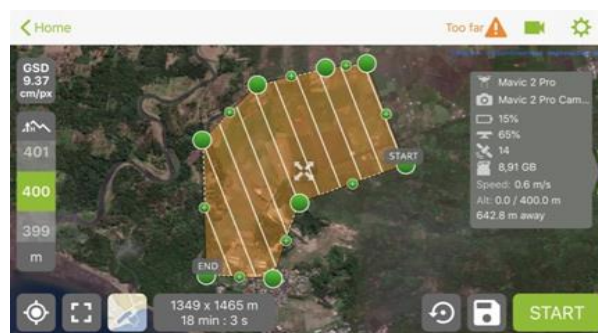 Home
Too far
GSD
9.37
cm/px
401
400
399
m
Mavic 2 Pro
Mavic 2 Pro Cam...
15%
65%
14
8,91 GB
Speed: 0.6 m/s
Alt: 0.0 / 400.0 m
642.8 m away
START
END
1349 x 1465 m
18 min : 3 s
START